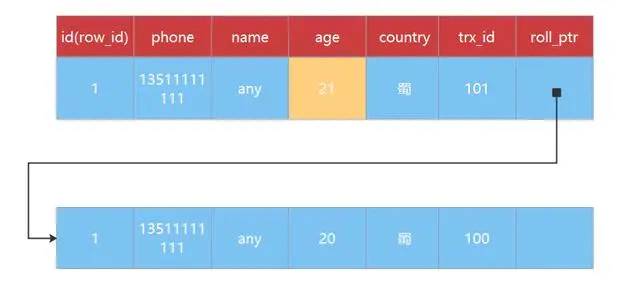 id(row_id) phone name age country trx_id roll_ptr
1 13511111 any 21 蜀 101
111
1 13511111 any 20 蜀 100
111